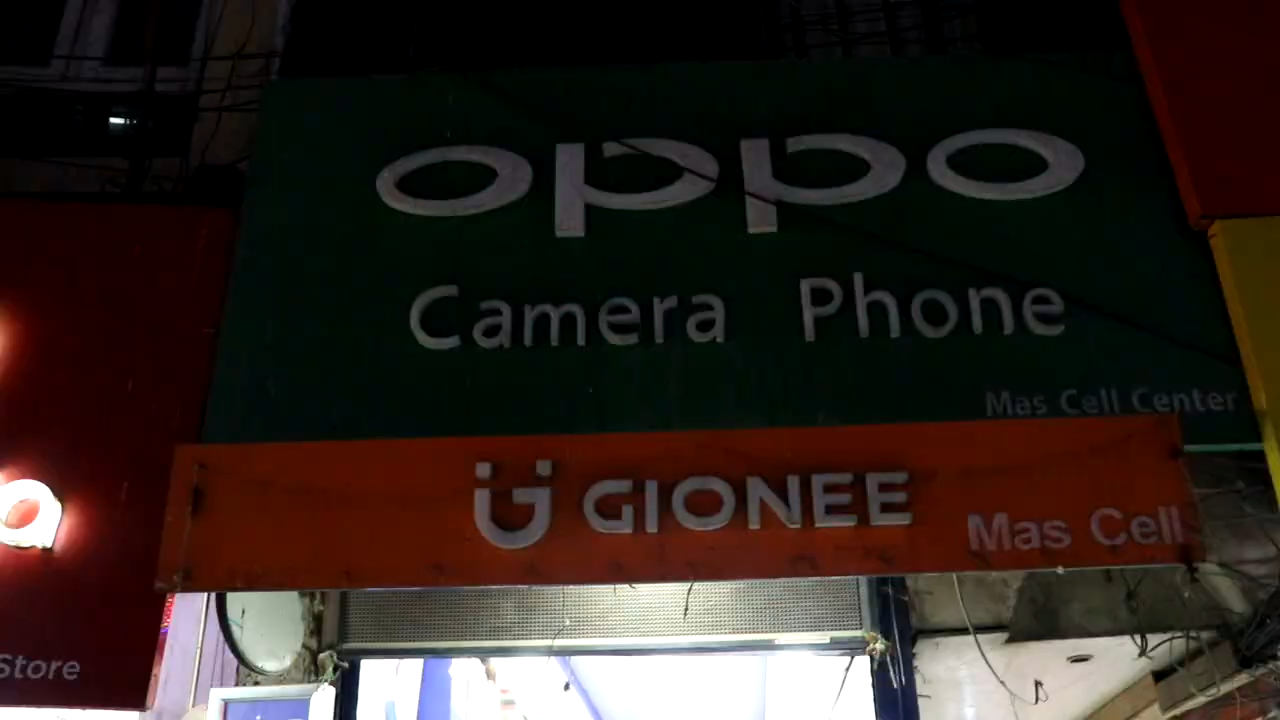 oppo
Camera Phone
Mas Cell Center
GIONEE
Mas Cell
a
Store